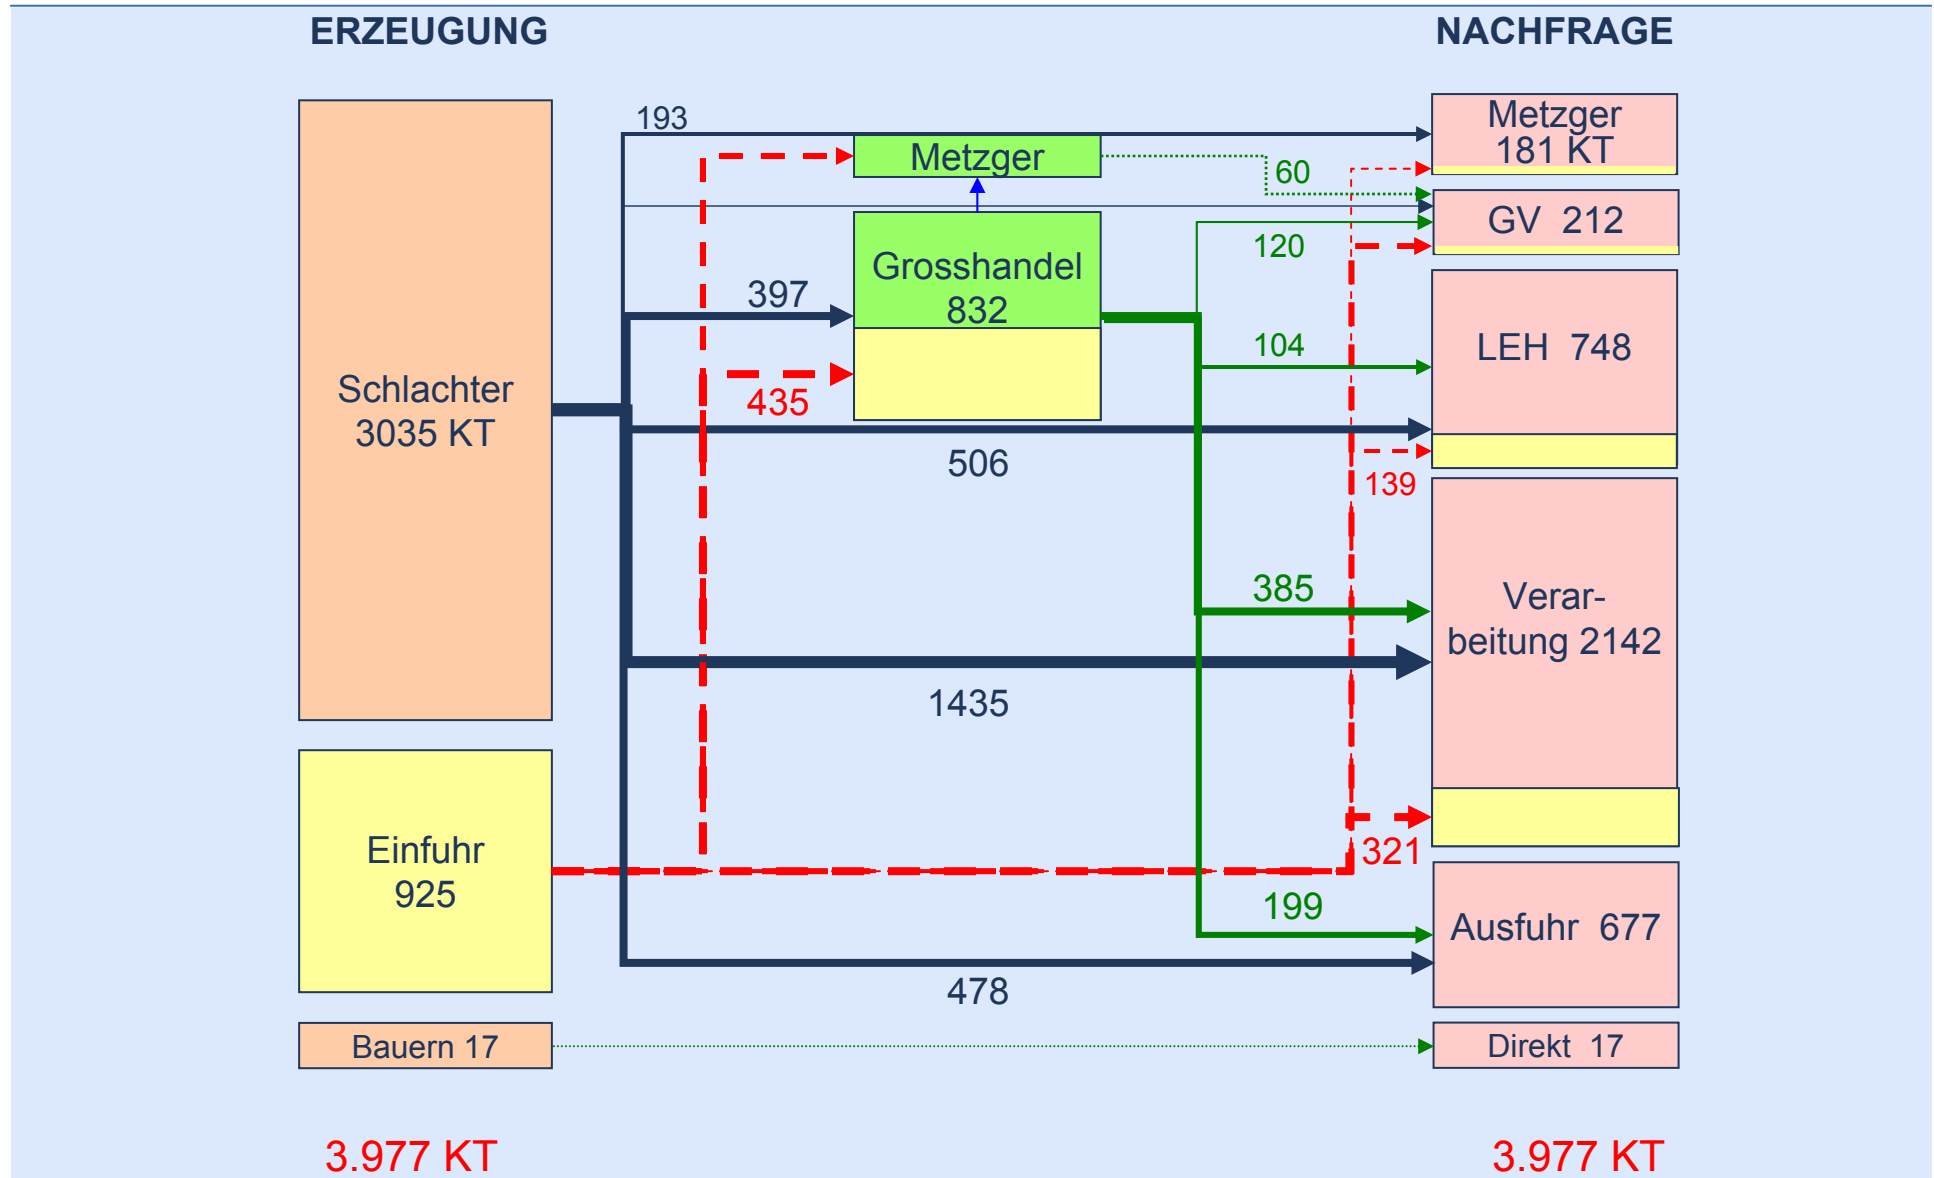 ERZEUGUNG
NACHFRAGE
193
Metzger
181 KT
Metzger
60
GV 212
120
Grosshandel
832
397
104
LEH 748
Schlachter
3035 KT
435
506
139
385
Verar-
beitung 2142
1435
Einfuhr
925
321
199
Ausfuhr 677
478
Bauern 17
Direkt 17
3.977 KT
3.977 KT